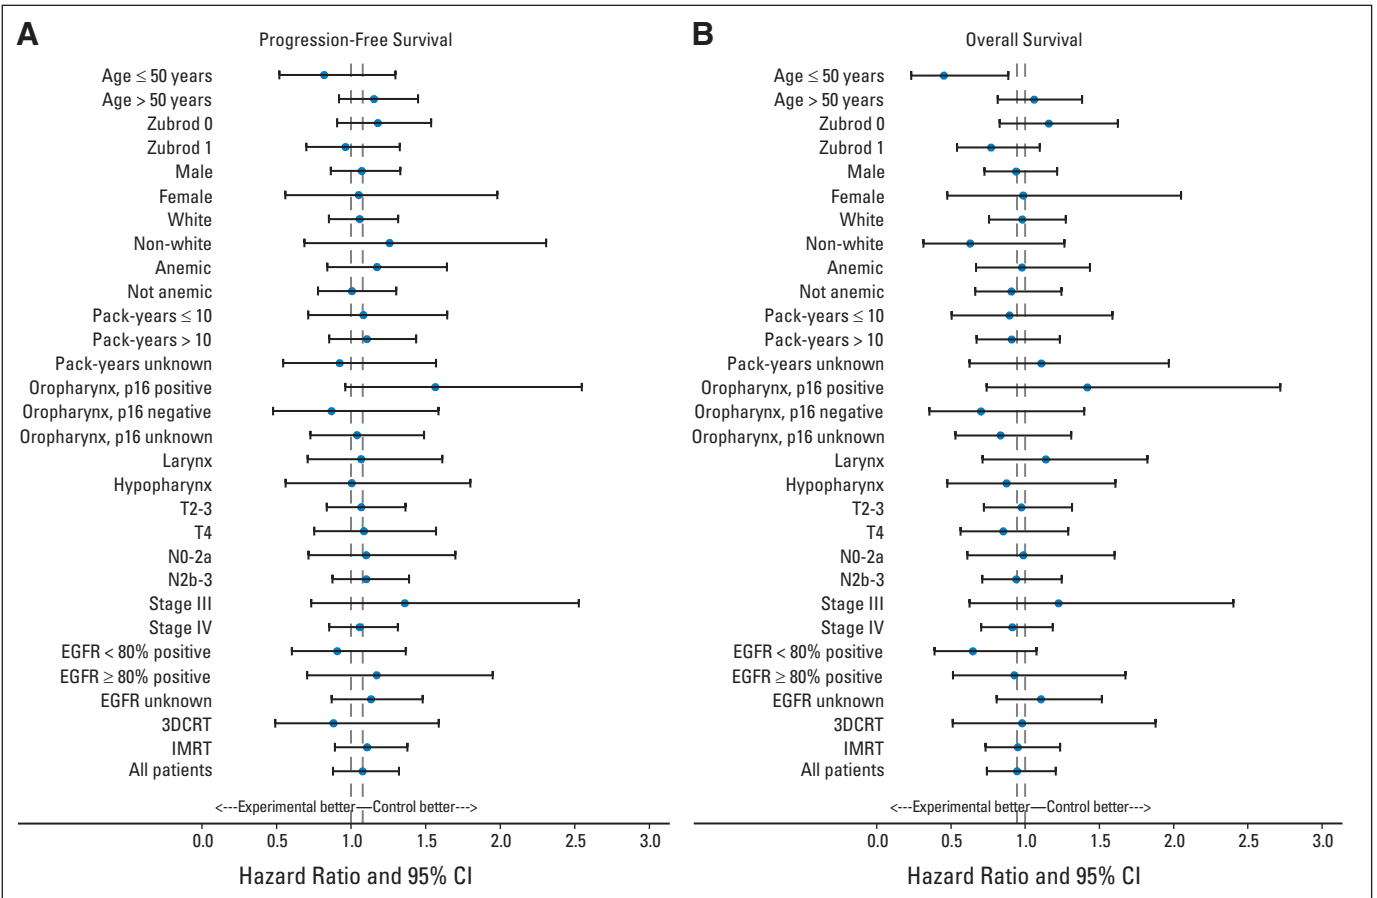 A
Progression-Free Survival
Age ≤ 50 years
Age > 50 years
Zubrod 0
Zubrod 1
Male
Female
White
Non-white
Anemic
Not anemic
Pack-years ≤ 10
Pack-years > 10
Pack-years unknown
Oropharynx, p16 positive
Oropharynx, p16 negative
Oropharynx, p16 unknown
Larynx
Hypopharynx
T2-3
T4
N0-2a
N2b-3
Stage III
Stage IV
EGFR < 80% positive
EGFR ≥ 80% positive
EGFR unknown
3DCRT
IMRT
All patients
<---Experimental better—Control better--->
0.0 0.5 1.0 1.5 2.0 2.5 3.0
Hazard Ratio and 95% CI
B
Overall Survival
Age ≤ 50 years
Age > 50 years
Zubrod 0
Zubrod 1
Male
Female
White
Non-white
Anemic
Not anemic
Pack-years ≤ 10
Pack-years > 10
Pack-years unknown
Oropharynx, p16 positive
Oropharynx, p16 negative
Oropharynx, p16 unknown
Larynx
Hypopharynx
T2-3
T4
N0-2a
N2b-3
Stage III
Stage IV
EGFR < 80% positive
EGFR ≥ 80% positive
EGFR unknown
3DCRT
IMRT
All patients
<---Experimental better—Control better--->
0.0 0.5 1.0 1.5 2.0 2.5 3.0
Hazard Ratio and 95% CI